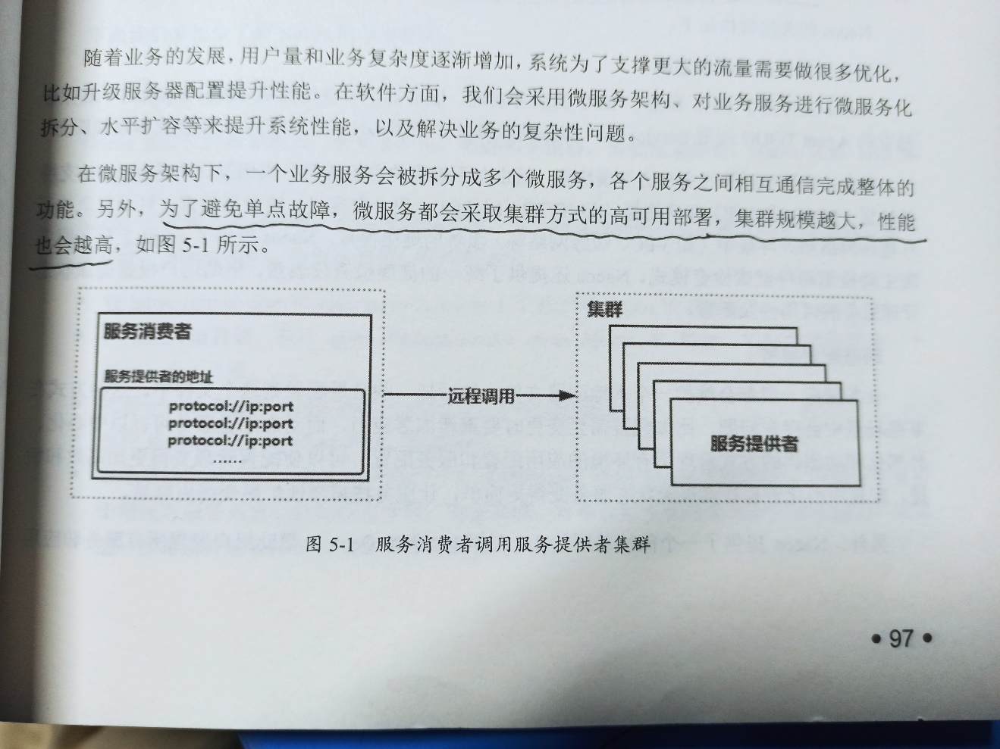 随着业务的发展，用户量和业务复杂度逐渐增加，系统为了支撑更大的流量需要做很多优化，
比如升级服务器配置提升性能。在软件方面，我们会采用微服务架构、对业务服务进行微服务化
拆分、水平扩容等来提升系统性能，以及解决业务的复杂性问题。
在微服务架构下，一个业务服务会被拆分成多个微服务，各个服务之间相互通信完成整体的
功能。另外，为了避免单点故障，微服务都会采取集群方式的高可用部署，集群规模越大，性能
也会越高，如图 5-1 所示。
服务消费者
服务提供者的地址
protocol://ip:port
protocol://ip:port
protocol://ip:port
......
远程调用
集群
服务提供者
图 5-1 服务消费者调用服务提供者集群
• 97 •